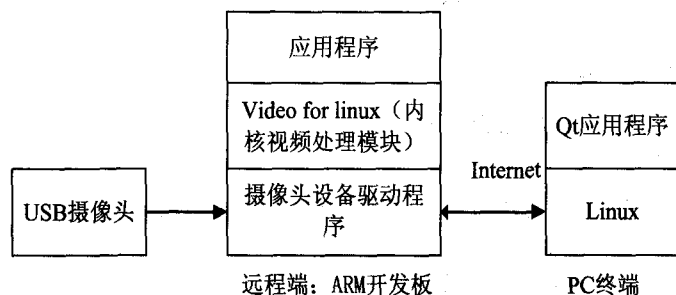 应用程序
Video for linux（内
核视频处理模块）
Qt应用程序
Internet
USB摄像头
摄像头设备驱动程
序
Linux
远程端：ARM开发板
PC终端